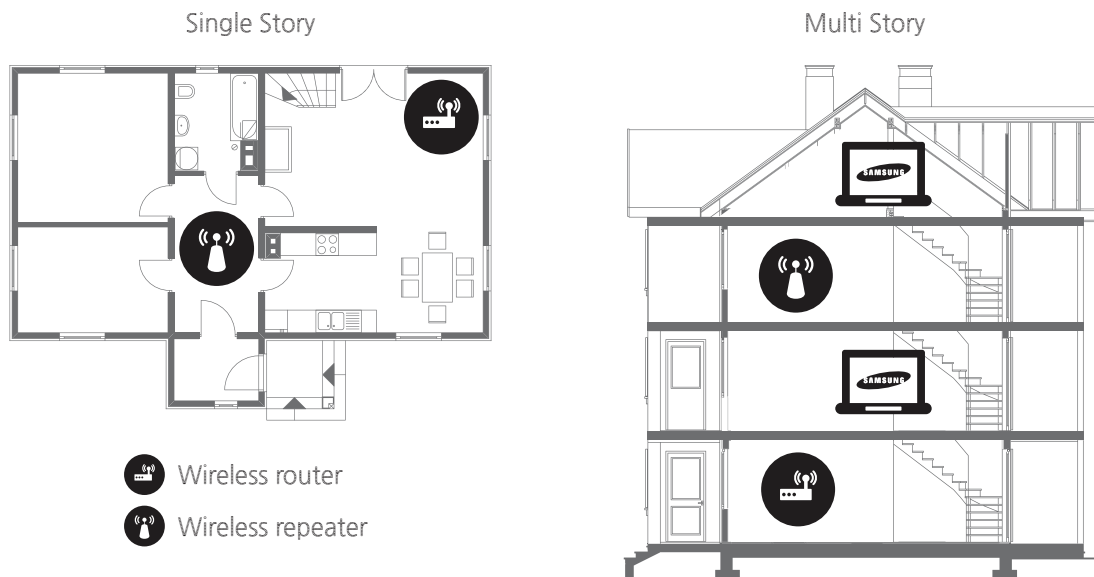 Single Story
Multi Story
SAMSUNG
SAMSUNG
Wireless router
Wireless repeater